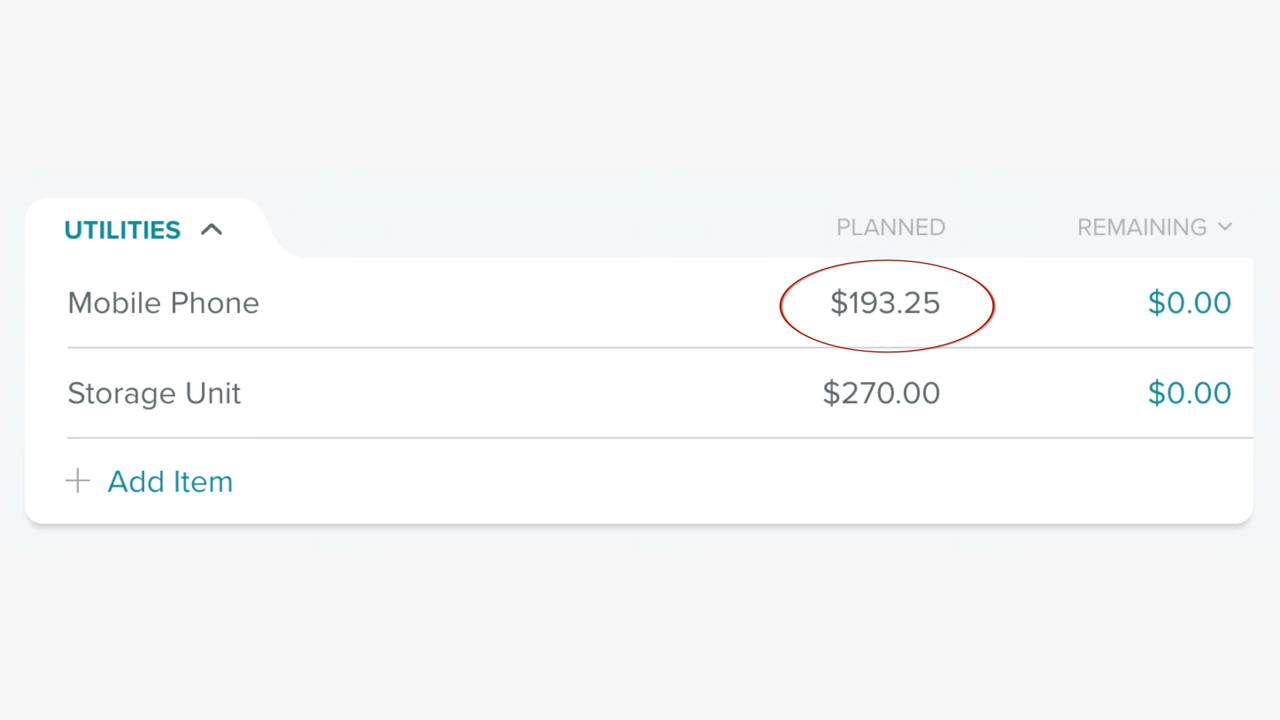 UTILITIES PLANNED REMAINING
Mobile Phone $193.25 $0.00
Storage Unit $270.00 $0.00
+ Add Item